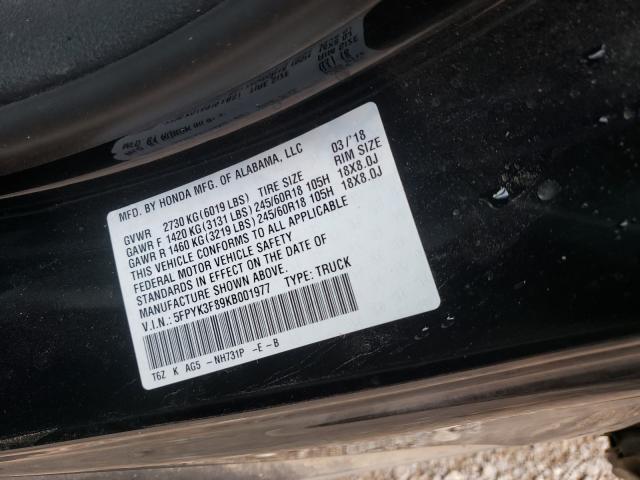 MFD. BY HONDA MFG. OF ALABAMA, LLC 03/'18
GVWR 2730 KG(6019 LBS) TIRE SIZE RIM SIZE
GAWR F 1420 KG(3131 LBS) 245/60R18 105H 18X8.0J
GAWR R 1460 KG(3219 LBS) 245/60R18 105H 18X8.0J
THIS VEHICLE CONFORMS TO ALL APPLICABLE
FEDERAL MOTOR VEHICLE SAFETY
STANDARDS IN EFFECT ON THE DATE OF
MANUFACTURE SHOWN ABOVE.
V.I.N.: 5FPYK3F89KB001977 TYPE: TRUCK
T6Z K AG5 -NH731P -E -B